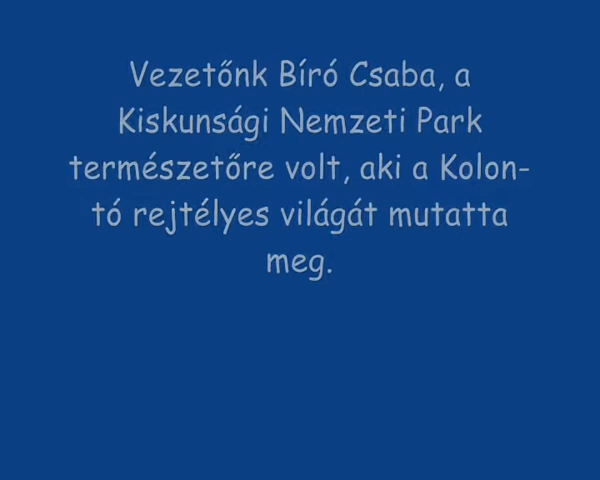 Vezetőnk Bíró Csaba, a
Kiskunsági Nemzeti Park
természetőre volt, aki a Kolon-
tó rejtélyes világát mutatta
meg.